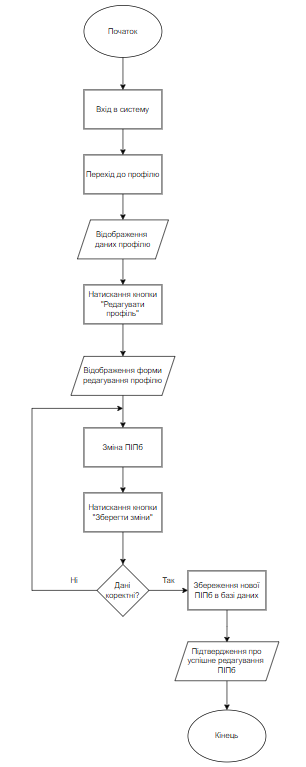 Початок
Вхід в систему
Перехід до профілю
Відображення
даних профілю
Натискання кнопки
"Редагувати
профіль"
Відображення форми
редагування профілю
Зміна ПІПб
Натискання кнопки
"Зберегти зміни"
Дані
коректні?
Ні
Так
Збереження нової
ПІПб в базі даних
Підтвердження про
успішне редагування
ПІПб
Кінець